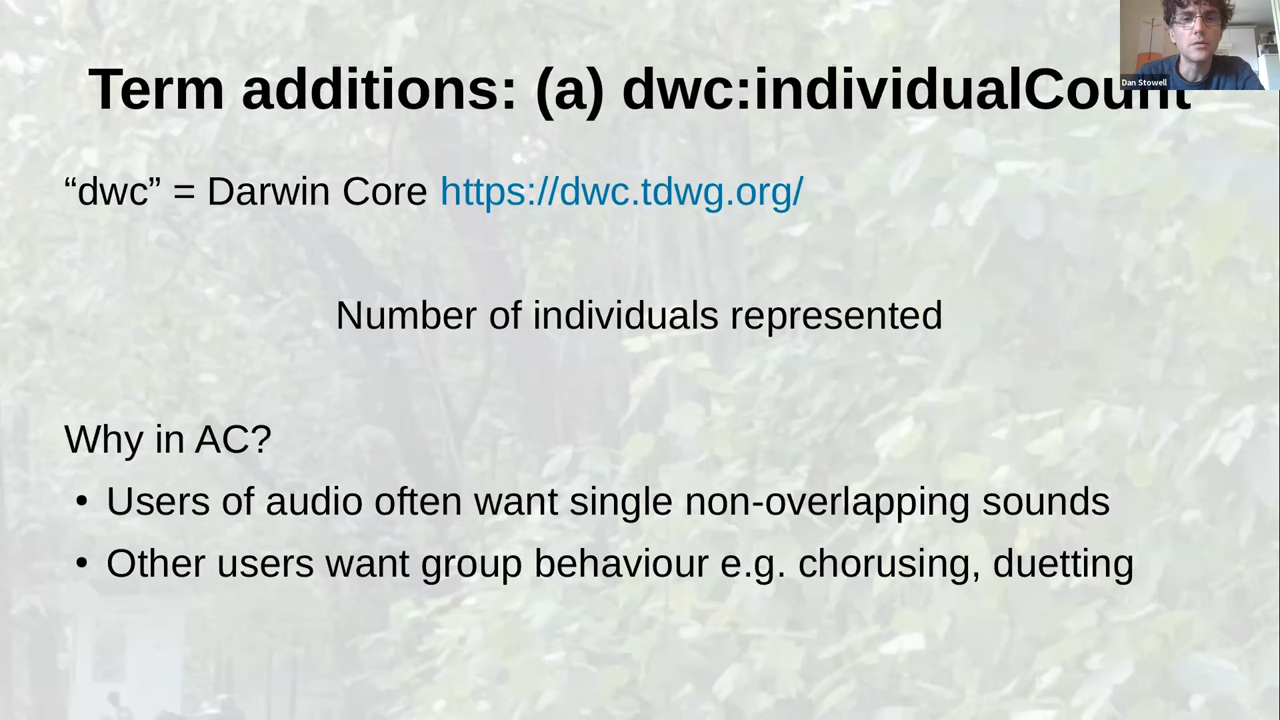 Term additions: (a) dwc:individualCount
Dan Stowell
“dwc” = Darwin Core https://dwc.tdwg.org/
Number of individuals represented
Why in AC?
• Users of audio often want single non-overlapping sounds
• Other users want group behaviour e.g. chorusing, duetting